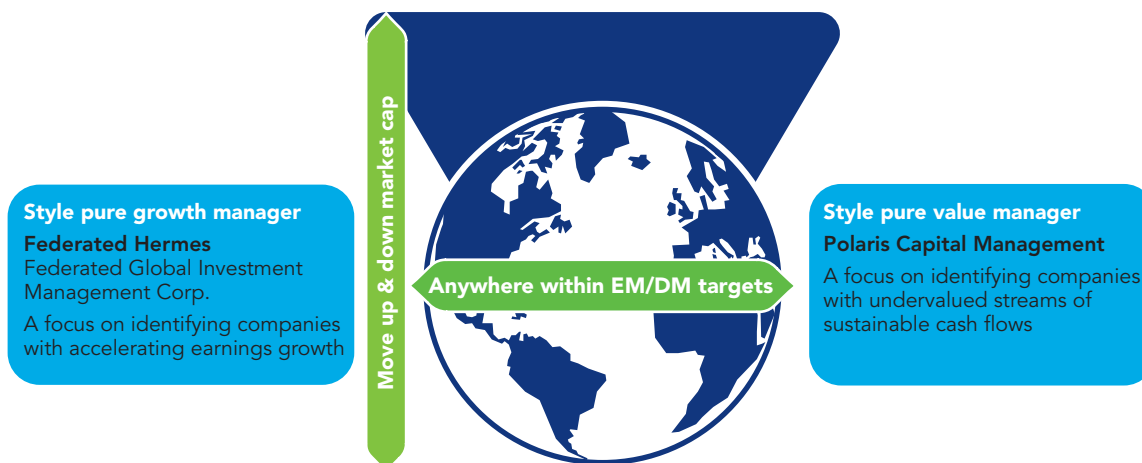 Style pure growth manager
Federated Hermes
Federated Global Investment
Management Corp.
A focus on identifying companies
with accelerating earnings growth
Move up & down market cap
Anywhere within EM/DM targets
Style pure value manager
Polaris Capital Management
A focus on identifying companies
with undervalued streams of
sustainable cash flows